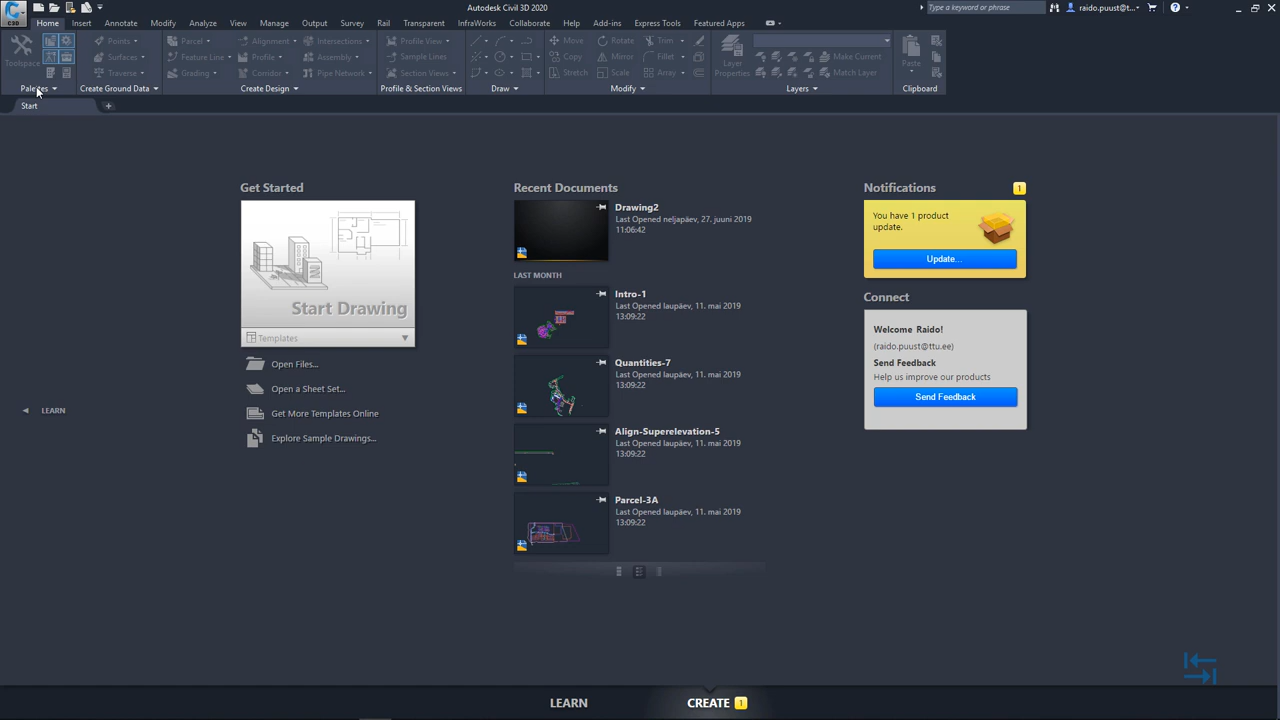 Autodesk Civil 3D 2020
Type a keyword or phrase
raido.puust@t...
C3D
Home Insert Annotate Modify Analyze View Manage Output Survey Rail Transparent InfraWorks Collaborate Help Add-ins Express Tools Featured Apps
Toolspace
Points
Surfaces
Traverse
Parcel
Feature Line
Grading
Alignment
Profile
Corridor
Intersections
Assembly
Pipe Network
Profile View
Sample Lines
Section Views
Move
Copy
Stretch
Rotate
Mirror
Scale
Trim
Fillet
Array
Layer
Properties
Make Current
Match Layer
Paste
Palettes
Create Ground Data
Create Design
Profile & Section Views
Draw
Modify
Layers
Clipboard
Start
Get Started
Start Drawing
Templates
Open Files...
Open a Sheet Set...
Get More Templates Online
Explore Sample Drawings...
LEARN
Recent Documents
Drawing2
Last Opened neljapäev, 27. juuni 2019
11:06:42
LAST MONTH
Intro-1
Last Opened laupäev, 11. mai 2019
13:09:22
Quantities-7
Last Opened laupäev, 11. mai 2019
13:09:22
Align-Superelevation-5
Last Opened laupäev, 11. mai 2019
13:09:22
Parcel-3A
Last Opened laupäev, 11. mai 2019
13:09:22
Notifications 1
You have 1 product
update.
Update...
Connect
Welcome Raido!
(raido.puust@ttu.ee)
Send Feedback
Help us improve our products
Send Feedback
LEARN
CREATE 1